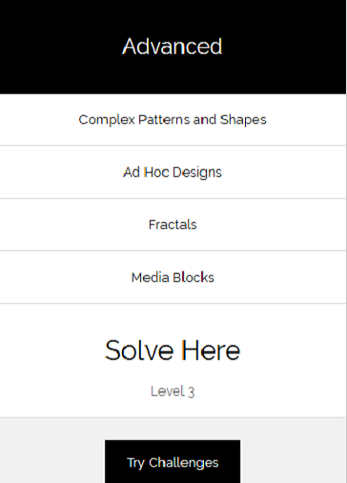 Advanced
Complex Patterns and Shapes
Ad Hoc Designs
Fractals
Media Blocks
Solve Here
Level 3
Try Challenges